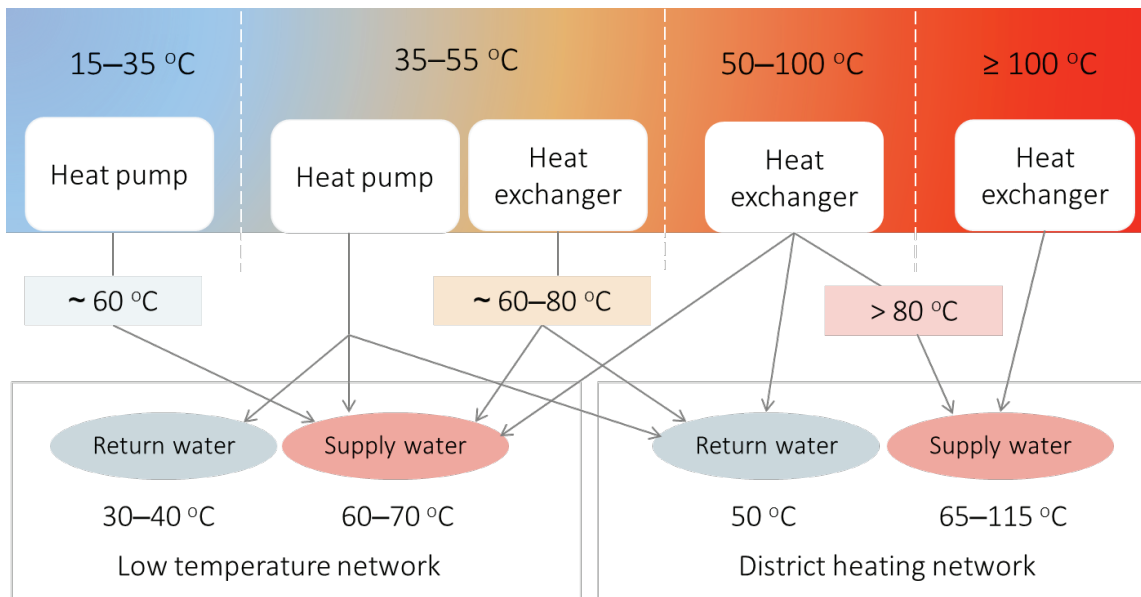 15–35 °C
35–55 °C
50–100 °C
≥ 100 °C
Heat pump
Heat pump
Heat
exchanger
Heat
exchanger
Heat
exchanger
~ 60 °C
~ 60–80 °C
> 80 °C
Return water
Supply water
Return water
Supply water
30–40 °C
60–70 °C
50 °C
65–115 °C
Low temperature network
District heating network